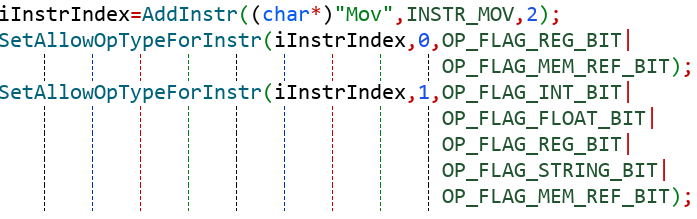 iInstrIndex=AddInstr((char*)"Mov",INSTR_MOV,2);
SetAllowOpTypeForInstr(iInstrIndex,0,OP_FLAG_REG_BIT|
OP_FLAG_MEM_REF_BIT);
SetAllowOpTypeForInstr(iInstrIndex,1,OP_FLAG_INT_BIT|
OP_FLAG_FLOAT_BIT|
OP_FLAG_REG_BIT|
OP_FLAG_STRING_BIT|
OP_FLAG_MEM_REF_BIT);